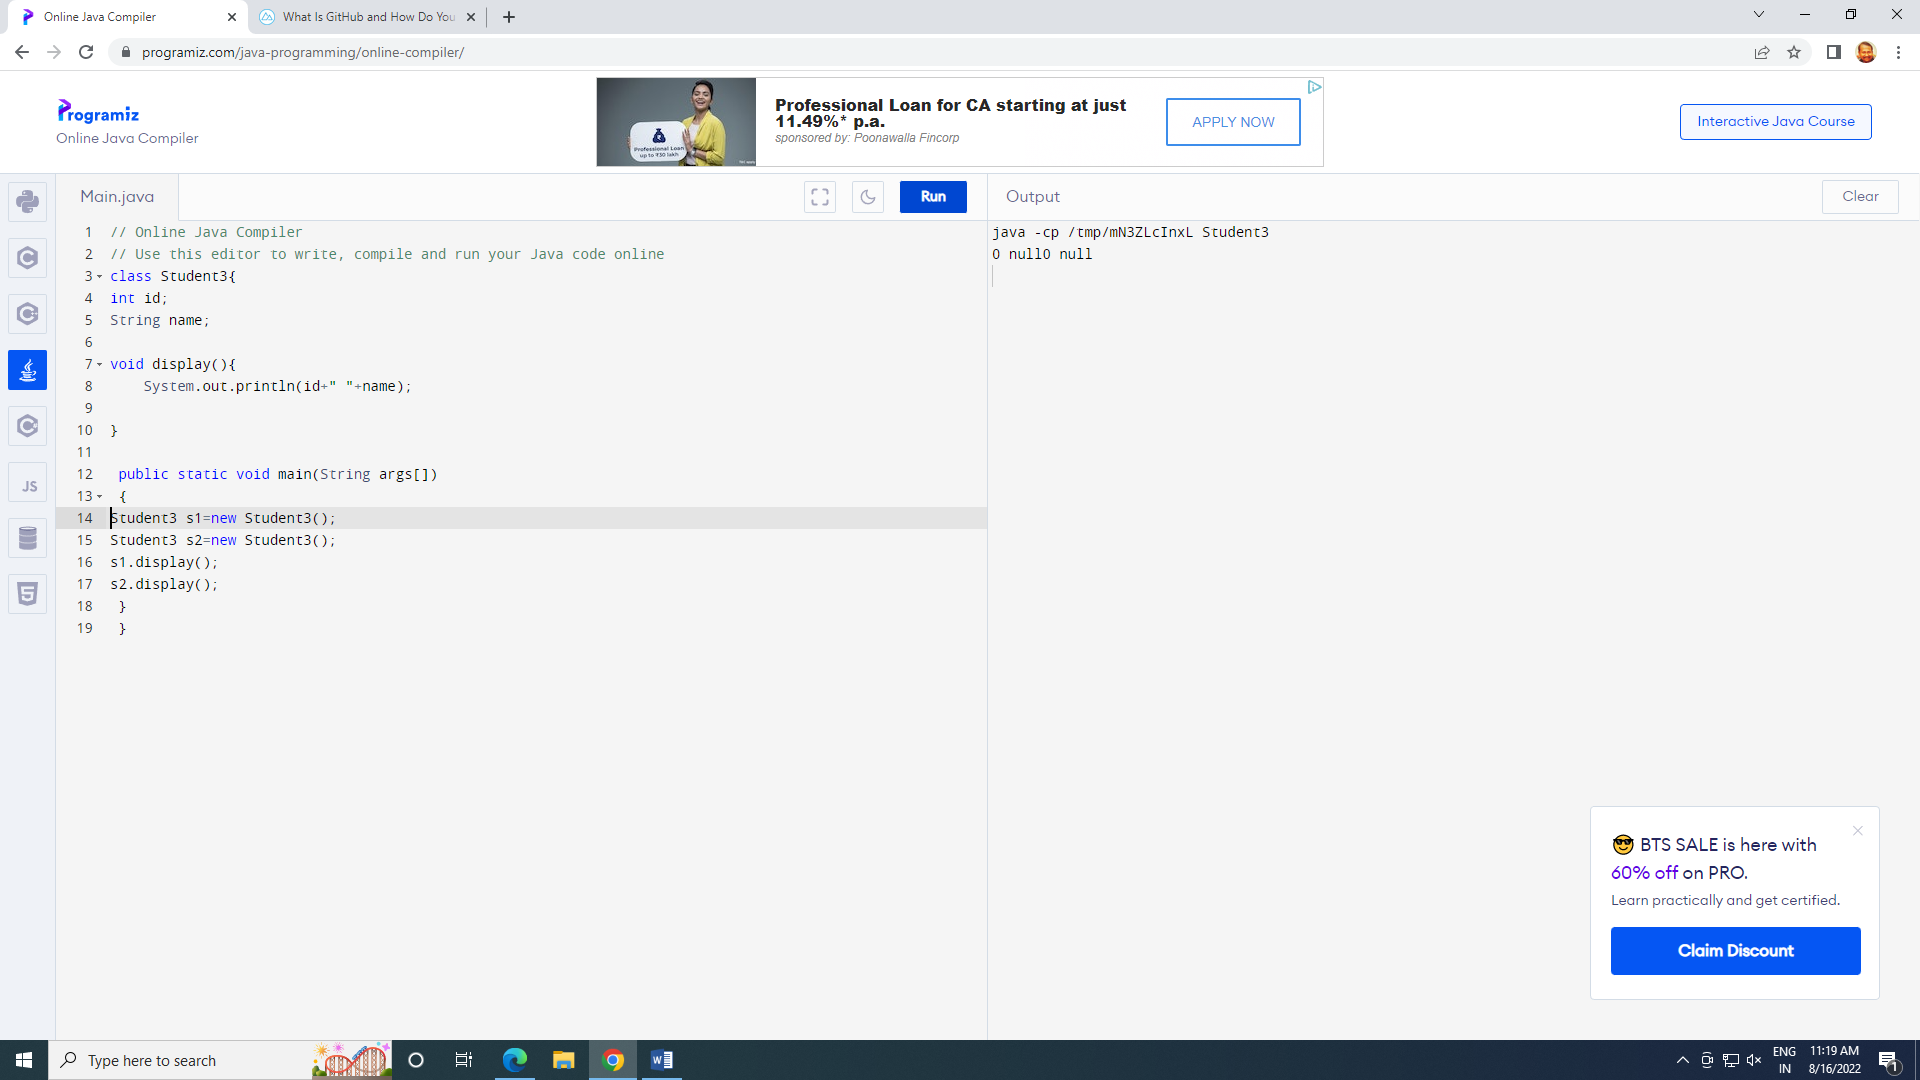 Online Java Compiler
What Is GitHub and How Do You
programiz.com/java-programming/online-compiler/
Programiz
Online Java Compiler
Professional Loan
up to ₹30 lakh
Professional Loan for CA starting at just
11.49%* p.a.
sponsored by: Poonawalla Fincorp
APPLY NOW
Interactive Java Course
Main.java
Run
Output
Clear
1 // Online Java Compiler
2 // Use this editor to write, compile and run your Java code online
3 class Student3{
4 int id;
5 String name;
6
7 void display(){
8     System.out.println(id+" "+name);
9
10 }
11
12  public static void main(String args[])
13  {
14 Student3 s1=new Student3();
15 Student3 s2=new Student3();
16 s1.display();
17 s2.display();
18  }
19  }
java -cp /tmp/mN3ZLcInxL Student3
0 null0 null
JS
😎 BTS SALE is here with
60% off on PRO.
Learn practically and get certified.
Claim Discount
Type here to search
ENG
IN
11:19 AM
8/16/2022
1